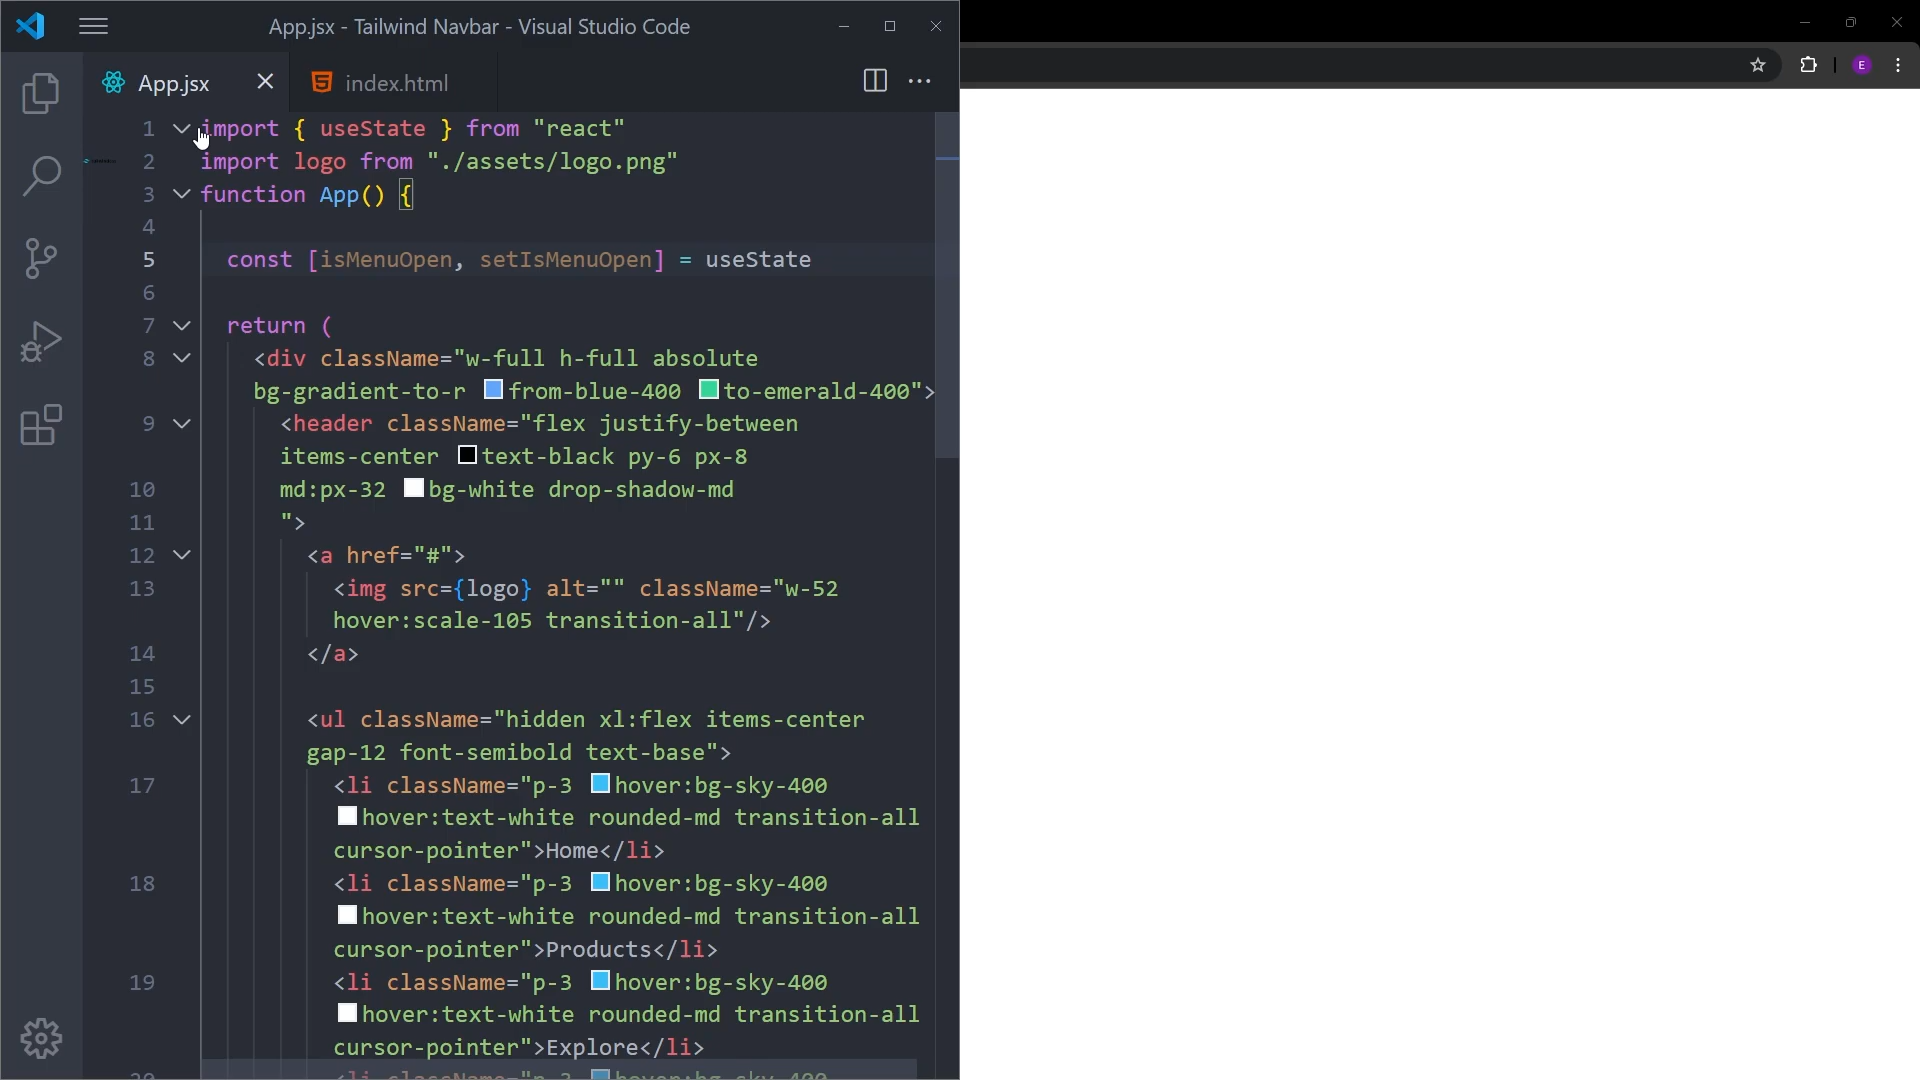 App.jsx - Tailwind Navbar - Visual Studio Code
App.jsx
index.html
E
1 import { useState } from "react"
2 import logo from "./assets/logo.png"
3 function App() {
4
5 const [isMenuOpen, setIsMenuOpen] = useState
6
7 return (
8 <div className="w-full h-full absolute
bg-gradient-to-r from-blue-400 to-emerald-400">
9 <header className="flex justify-between
items-center text-black py-6 px-8
10 md:px-32 bg-white drop-shadow-md
11 ">
12 <a href="#">
13 <img src={logo} alt="" className="w-52
hover:scale-105 transition-all"/>
14 </a>
15
16 <ul className="hidden xl:flex items-center
gap-12 font-semibold text-base">
17 <li className="p-3 hover:bg-sky-400
hover:text-white rounded-md transition-all
cursor-pointer">Home</li>
18 <li className="p-3 hover:bg-sky-400
hover:text-white rounded-md transition-all
cursor-pointer">Products</li>
19 <li className="p-3 hover:bg-sky-400
hover:text-white rounded-md transition-all
cursor-pointer">Explore</li>
20 <li className="p-3 hover:bg-sky-400